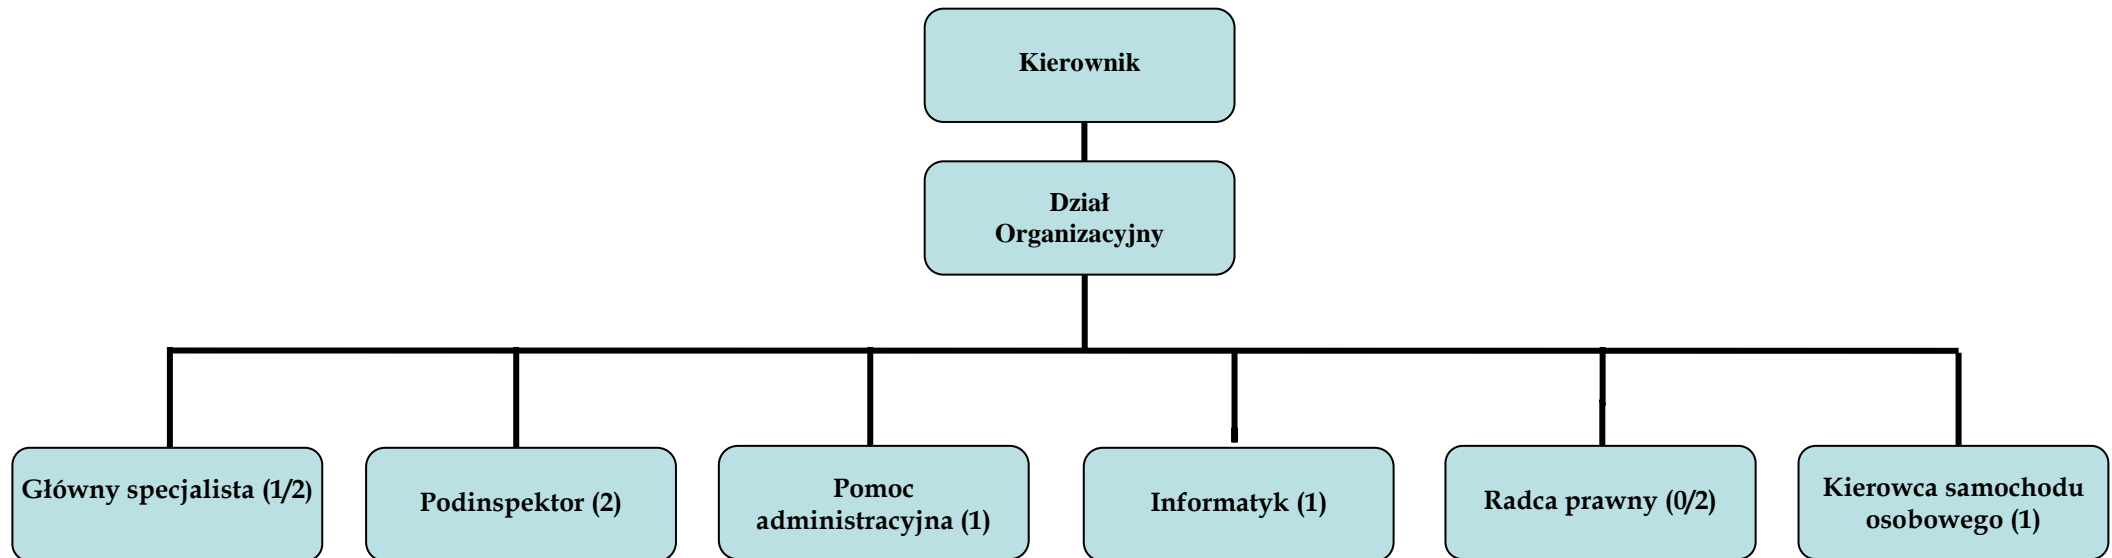 Kierownik
Dział
Organizacyjny
Główny specjalista (1/2)
Podinspektor (2)
Pomoc
administracyjna (1)
Informatyk (1)
Radca prawny (0/2)
Kierowca samochodu
osobowego (1)